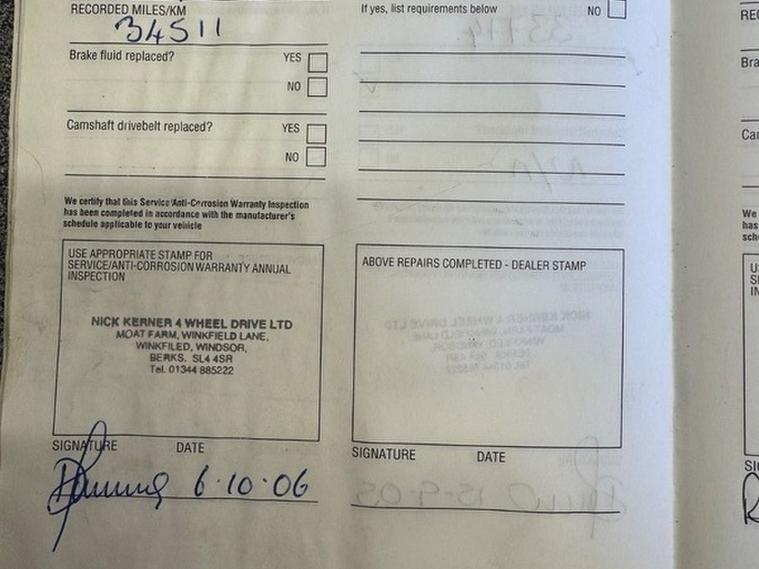 RECORDED MILES/KM
34511
Brake fluid replaced? YES
NO
Camshaft drivebelt replaced? YES
NO
We certify that this Service/Anti-Corrosion Warranty Inspection
has been completed in accordance with the manufacturer's
schedule applicable to your vehicle
USE APPROPRIATE STAMP FOR
SERVICE/ANTI-CORROSION WARRANTY ANNUAL
INSPECTION
NICK KERNER 4 WHEEL DRIVE LTD
MOAT FARM, WINKFIELD LANE,
WINKFILED, WINDSOR,
BERKS. SL4 4SR
Tel. 01344 885222
SIGNATURE DATE
6·10·06
If yes, list requirements below NO
ABOVE REPAIRS COMPLETED - DEALER STAMP
SIGNATURE DATE